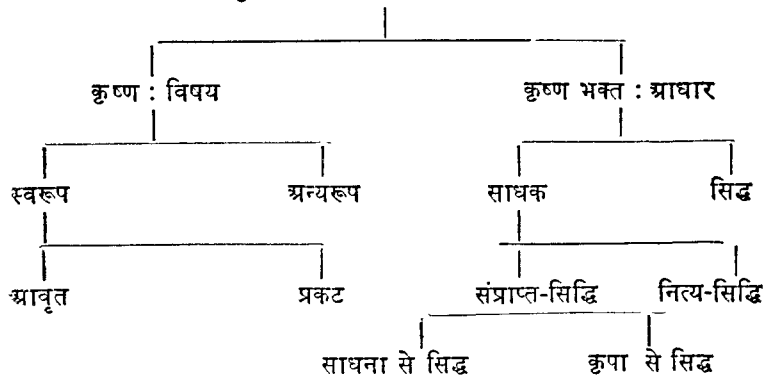 कृष्ण : विषय कृष्ण भक्त : आधार
स्वरूप अन्यरूप साधक सिद्ध
आवृत प्रकट संप्राप्त-सिद्धि नित्य-सिद्धि
साधना से सिद्ध कृपा से सिद्ध